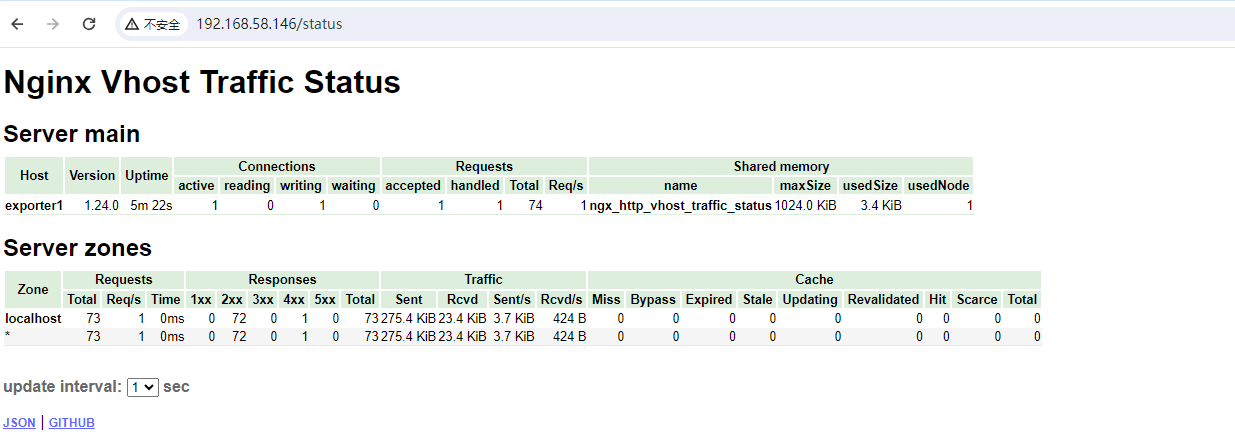 不安全 192.168.58.146/status
Nginx Vhost Traffic Status
Server main
Host Version Uptime Connections Requests Shared memory
active reading writing waiting accepted handled Total Req/s name maxSize usedSize usedNode
exporter1 1.24.0 5m 22s 1 0 1 0 1 1 74 1 ngx_http_vhost_traffic_status 1024.0 KiB 3.4 KiB 1
Server zones
Zone Requests Responses Traffic Cache
Total Req/s Time 1xx 2xx 3xx 4xx 5xx Total Sent Rcvd Sent/s Rcvd/s Miss Bypass Expired Stale Updating Revalidated Hit Scarce Total
localhost 73 1 0ms 0 72 0 1 0 73 275.4 KiB 23.4 KiB 3.7 KiB 424 B 0 0 0 0 0 0 0 0 0
* 73 1 0ms 0 72 0 1 0 73 275.4 KiB 23.4 KiB 3.7 KiB 424 B 0 0 0 0 0 0 0 0 0
update interval: 1 sec
JSON | GITHUB